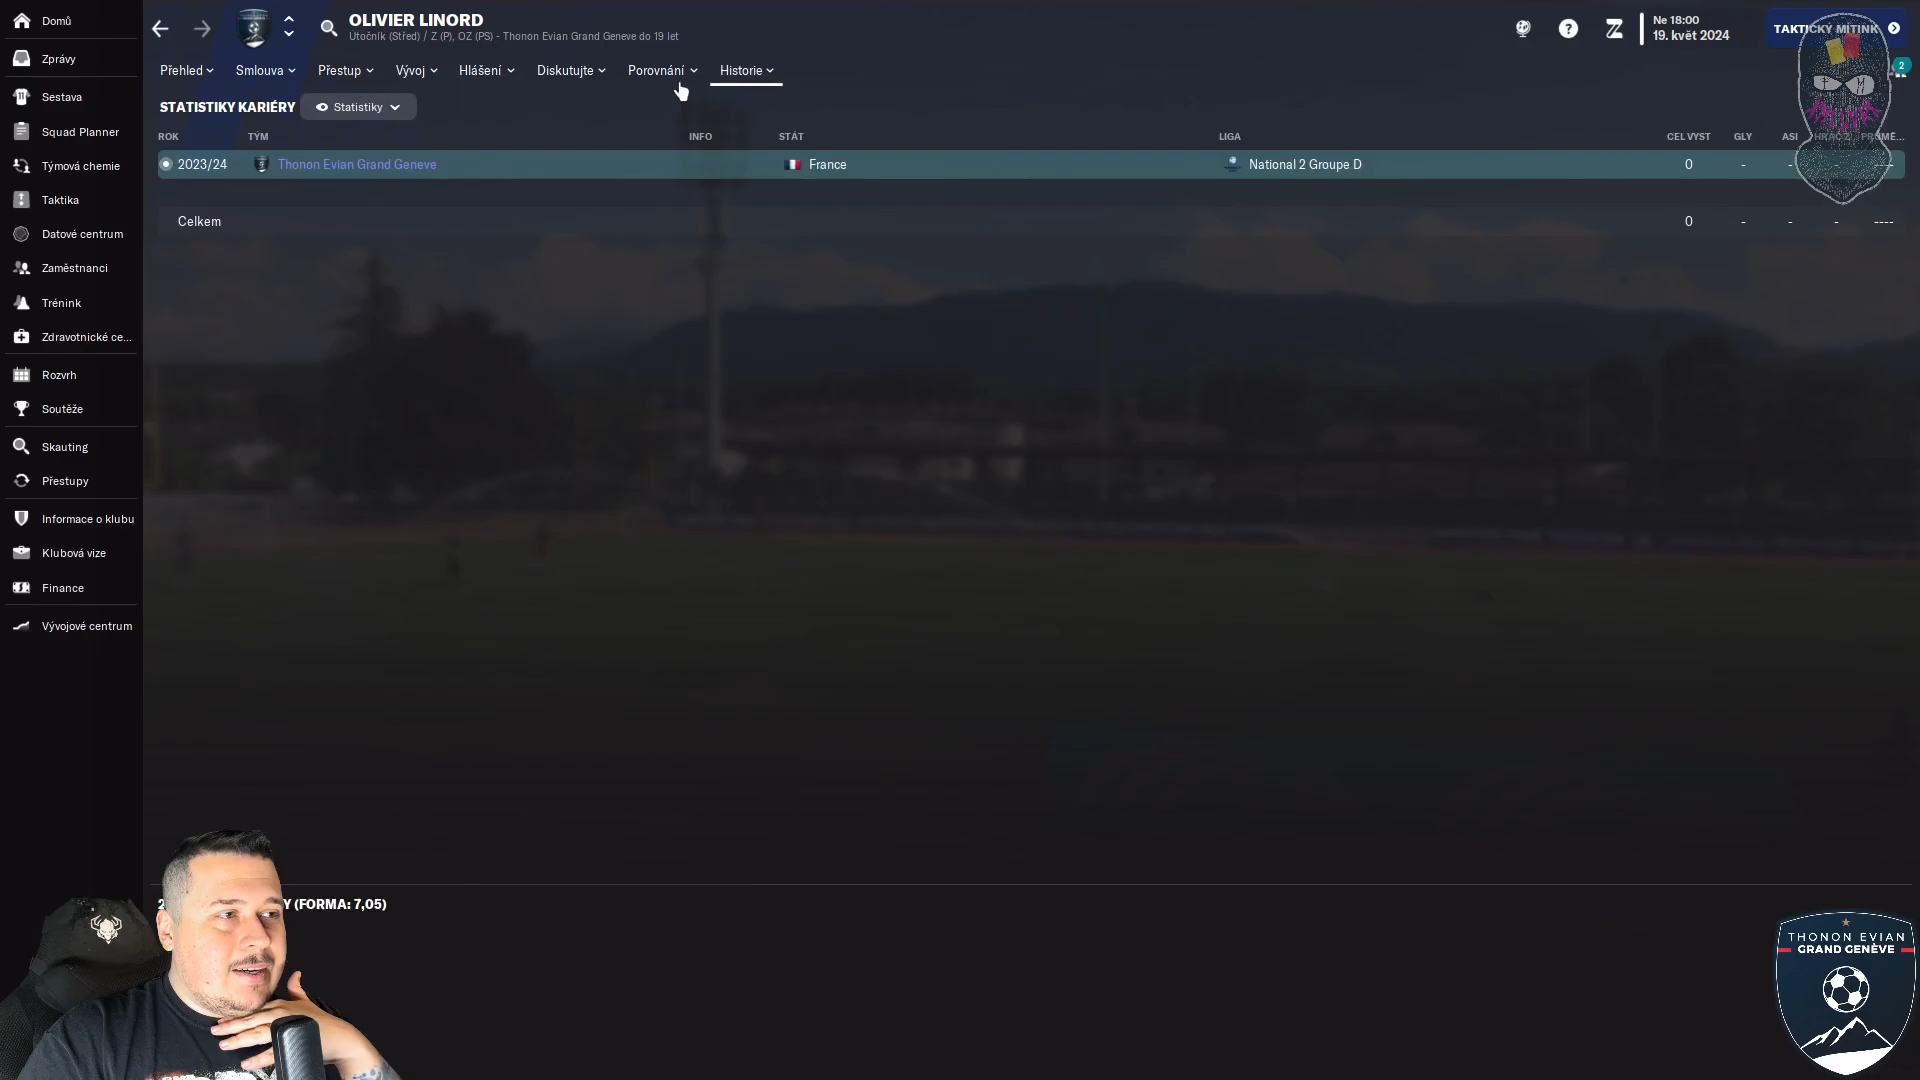 Domů
Zprávy
Sestava
Squad Planner
Týmová chemie
Taktika
Datové centrum
Zaměstnanci
Trénink
Zdravotnické ce...
Rozvrh
Soutěže
Skauting
Přestupy
Informace o klubu
Klubová vize
Finance
Vývojové centrum
OLIVIER LINORD
Útočník (Střed) / Z (P), OZ (PS) - Thonon Evian Grand Geneve do 19 let
Ne 18:00
19. květ 2024
TAKTICKÝ MÍTINK
2
Přehled Smlouva Přestup Vývoj Hlášení Diskutujte Porovnání Historie
STATISTIKY KARIÉRY Statistiky
ROK TÝM INFO STÁT LIGA CEL VYST GLY ASI
2023/24 Thonon Evian Grand Geneve France National 2 Groupe D 0 - -
Celkem 0 - - - ----
Y (FORMA: 7,05)
THONON EVIAN
GRAND GENÈVE